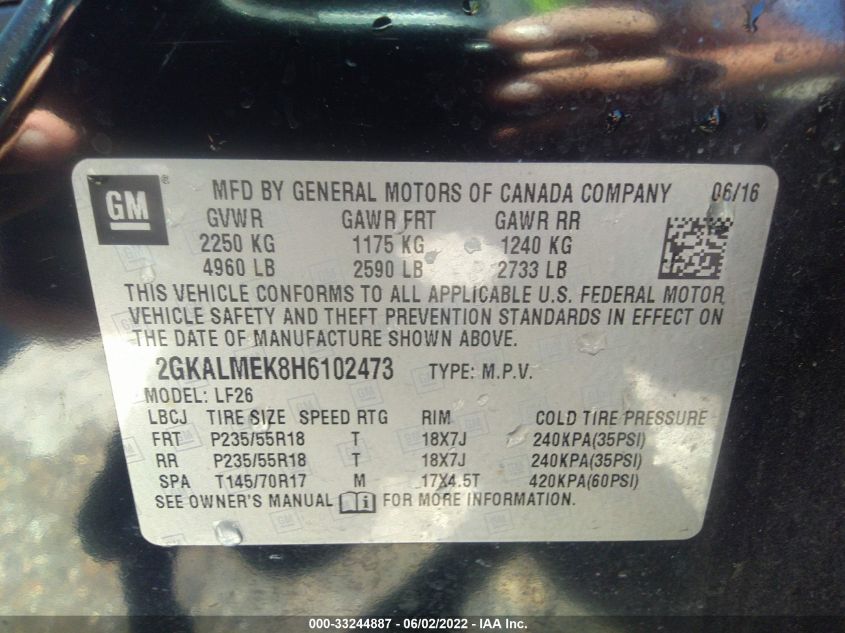 GM ® MFD BY GENERAL MOTORS OF CANADA COMPANY 06/16
GVWR GAWR FRT GAWR RR
2250 KG 1175 KG 1240 KG
4960 LB 2590 LB 2733 LB
THIS VEHICLE CONFORMS TO ALL APPLICABLE U.S. FEDERAL MOTOR
VEHICLE SAFETY AND THEFT PREVENTION STANDARDS IN EFFECT ON
THE DATE OF MANUFACTURE SHOWN ABOVE.
2GKALMEK8H6102473 TYPE: M.P.V.
MODEL: LF26
LBCJ TIRE SIZE SPEED RTG RIM COLD TIRE PRESSURE
FRT P235/55R18 T 18X7J 240KPA(35PSI)
RR P235/55R18 T 18X7J 240KPA(35PSI)
SPA T145/70R17 M 17X4.5T 420KPA(60PSI)
SEE OWNER'S MANUAL i FOR MORE INFORMATION.
000-33244887 - 06/02/2022 - IAA Inc.